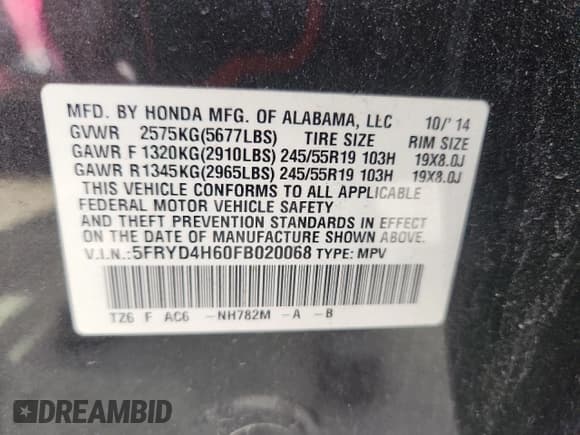 MFD. BY HONDA MFG. OF ALABAMA, LLC 10/'14
GVWR 2575KG(5677LBS) TIRE SIZE RIM SIZE
GAWR F 1320KG(2910LBS) 245/55R19 103H 19X8.0J
GAWR R1345KG(2965LBS) 245/55R19 103H 19X8.0J
THIS VEHICLE CONFORMS TO ALL APPLICABLE
FEDERAL MOTOR VEHICLE SAFETY
AND THEFT PREVENTION STANDARDS IN EFFECT
ON THE DATE OF MANUFACTURE SHOWN ABOVE.
V.I.N.:5FRYD4H60FB020068 TYPE: MPV
TZ6 F AC6 -NH782M -A -B
DREAMBID